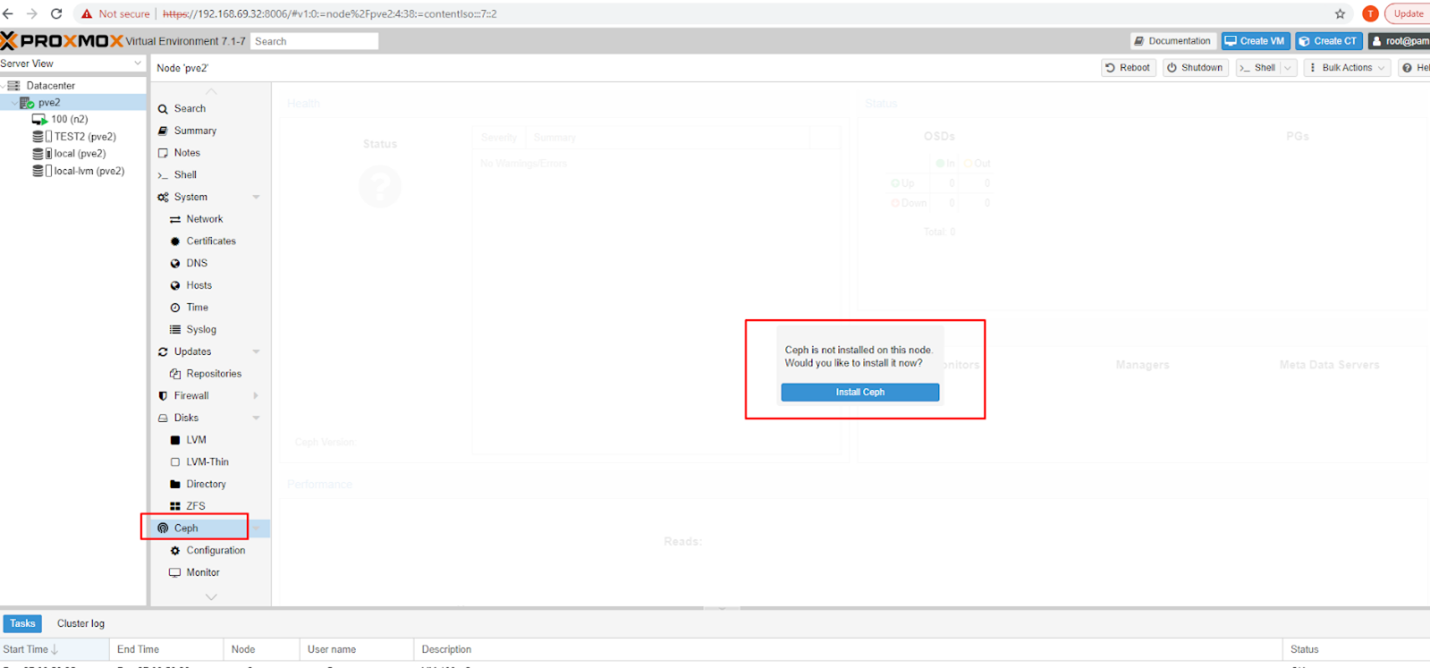 Not secure https://192.168.69.32:8006/#v1:0:=node%2Fpve2:4:38:=contentIso:::7::2 T Update
PROXMOX Virtual Environment 7.1-7 Search Documentation Create VM Create CT root@pam
Server View Node 'pve2' Reboot Shutdown Shell Bulk Actions Hel
Datacenter
pve2
100 (n2)
TEST2 (pve2)
local (pve2)
local-lvm (pve2)
Search
Summary
Notes
Shell
System
Network
Certificates
DNS
Hosts
Time
Syslog
Updates
Repositories
Firewall
Disks
LVM
LVM-Thin
Directory
ZFS
Ceph
Configuration
Monitor
Health
Status
Severity Summary
No Warnings/Errors
Ceph Version
Status
OSDs PGs
In Out
Up 0 0
Down 0 0
Total: 0
Ceph is not installed on this node.
Would you like to install it now?
Install Ceph
onitors Managers Meta Data Servers
Performance
Reads:
Tasks Cluster log
Start Time End Time Node User name Description Status